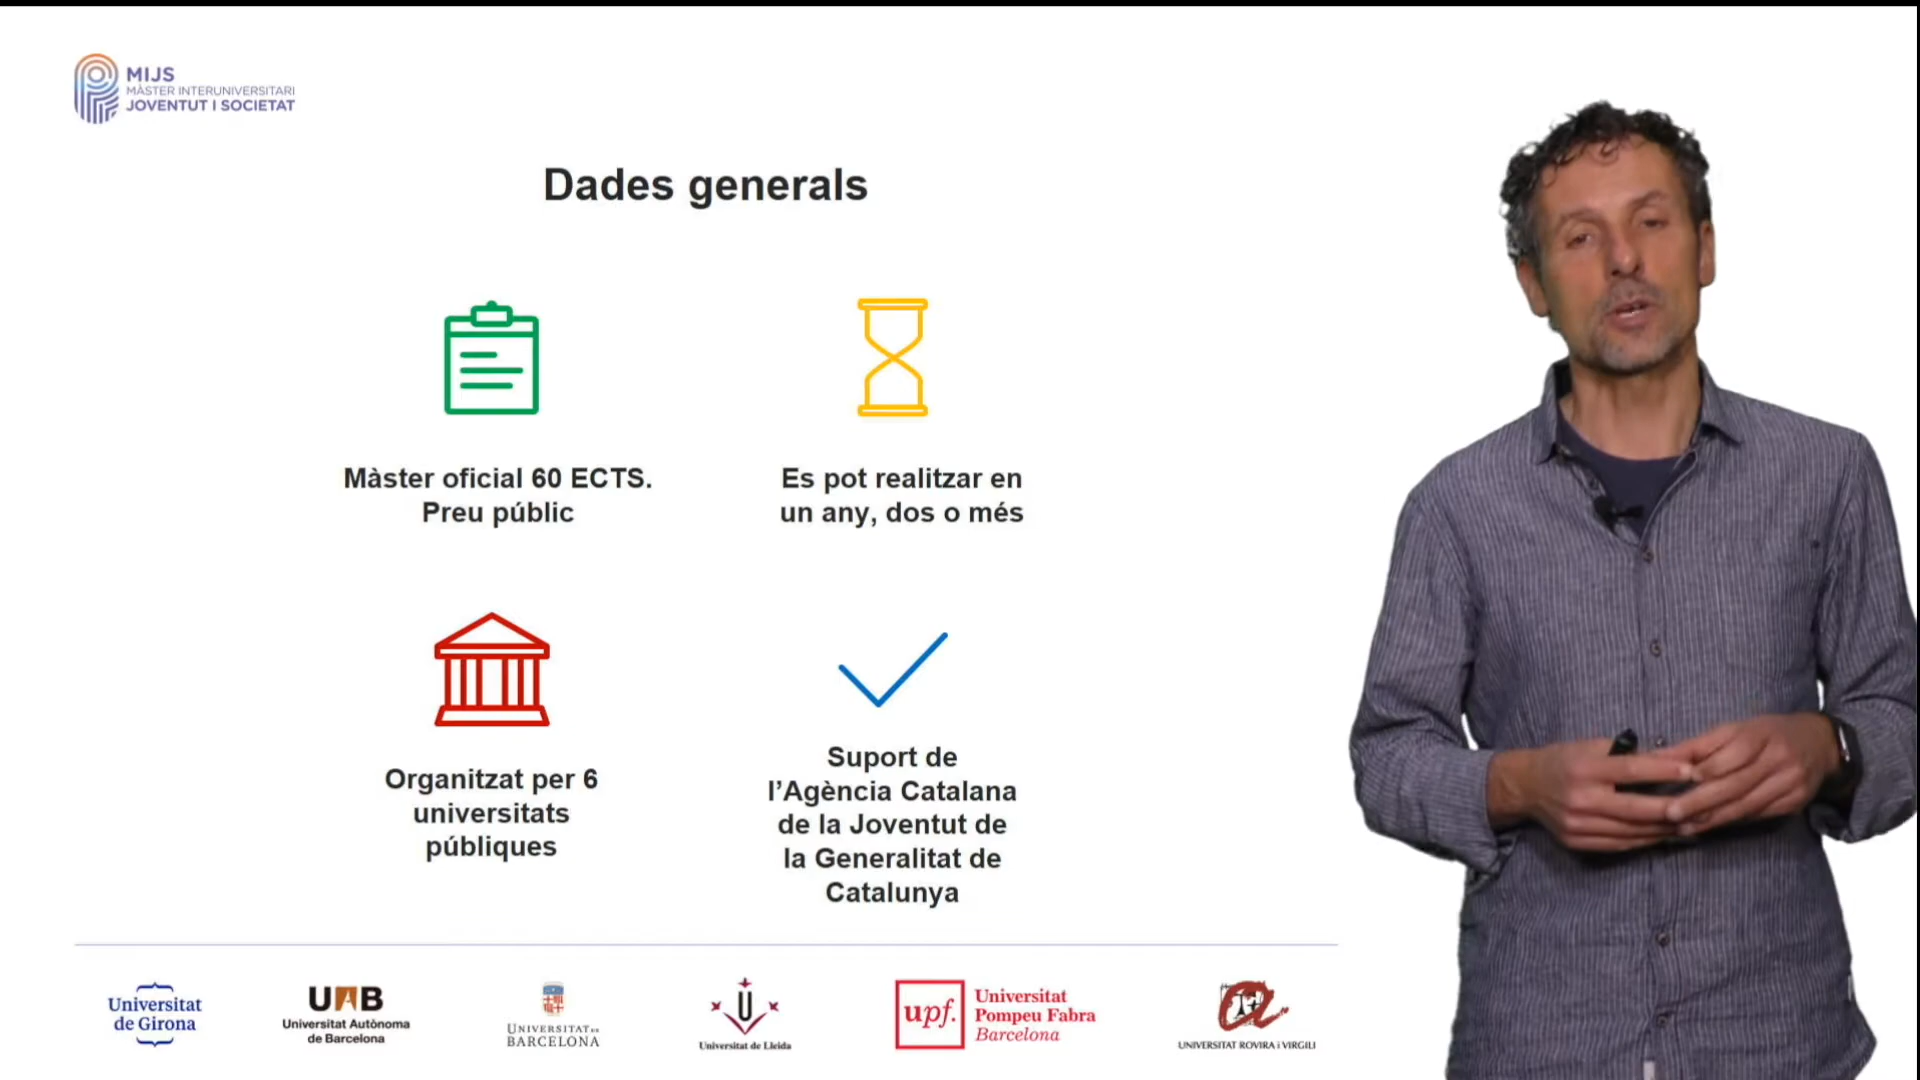 MIJS
MÀSTER INTERUNIVERSITARI
JOVENTUT I SOCIETAT
Dades generals
Màster oficial 60 ECTS.
Preu públic
Es pot realitzar en
un any, dos o més
Organitzat per 6
universitats
públiques
Suport de
l’Agència Catalana
de la Joventut de
la Generalitat de
Catalunya
Universitat
de Girona
UAB
Universitat Autònoma
de Barcelona
UNIVERSITAT DE
BARCELONA
U
Universitat de Lleida
upf.
Universitat
Pompeu Fabra
Barcelona
UNIVERSITAT ROVIRA i VIRGILI